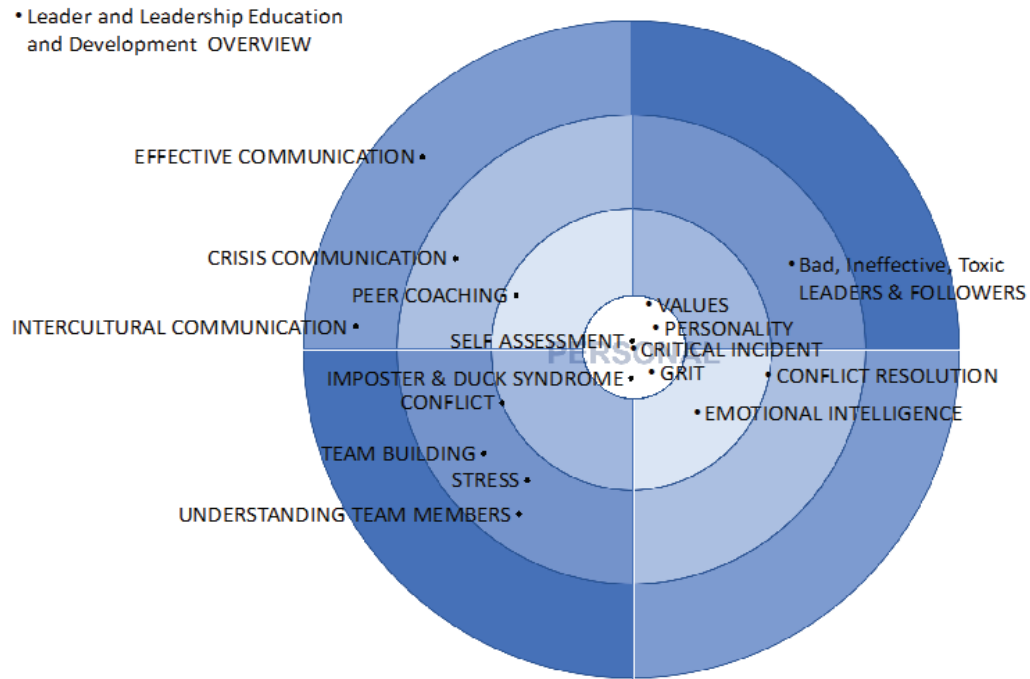 • Leader and Leadership Education
and Development OVERVIEW
EFFECTIVE COMMUNICATION •
CRISIS COMMUNICATION •
• Bad, Ineffective, Toxic
LEADERS & FOLLOWERS
PEER COACHING •
• VALUES
INTERCULTURAL COMMUNICATION •
• PERSONALITY
SELF ASSESSMENT •
• CRITICAL INCIDENT
PERSONAL
• GRIT
IMPOSTER & DUCK SYNDROME •
• CONFLICT RESOLUTION
CONFLICT •
• EMOTIONAL INTELLIGENCE
TEAM BUILDING •
STRESS •
UNDERSTANDING TEAM MEMBERS •